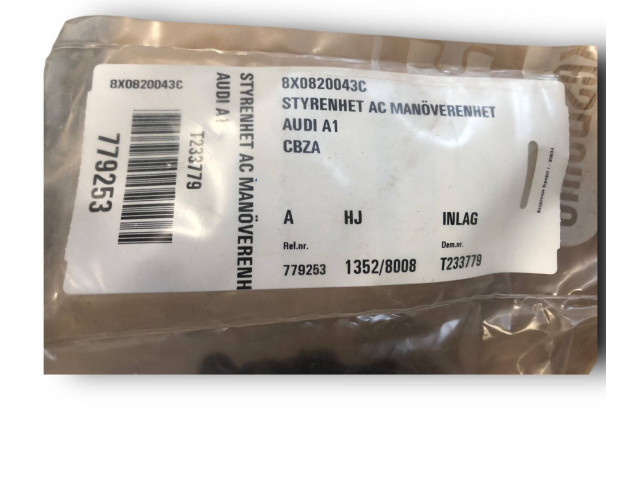 8X0820043C
779253
T233779
STYRENHET AC MANÖVERENH
AUDI A1
8X0820043C
STYRENHET AC MANÖVERENHET
AUDI A1
CBZA
A HJ INLAG
Ref.nr. Dem.nr.
779253 1352/8008 T233779